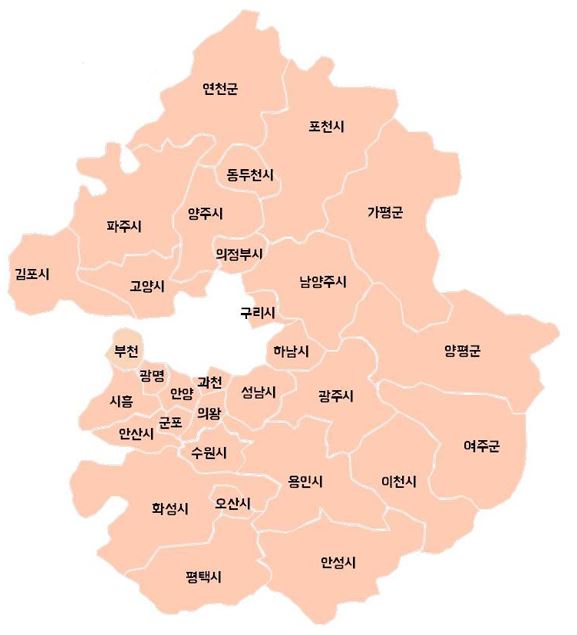 연천군
포천시
동두천시
양주시
가평군
파주시
의정부시
김포시
고양시
남양주시
구리시
부천
하남시
양평군
광명
과천
안양
성남시
광주시
시흥
의왕
군포
안산시
수원시
여주군
용인시
이천시
화성시
오산시
안성시
평택시